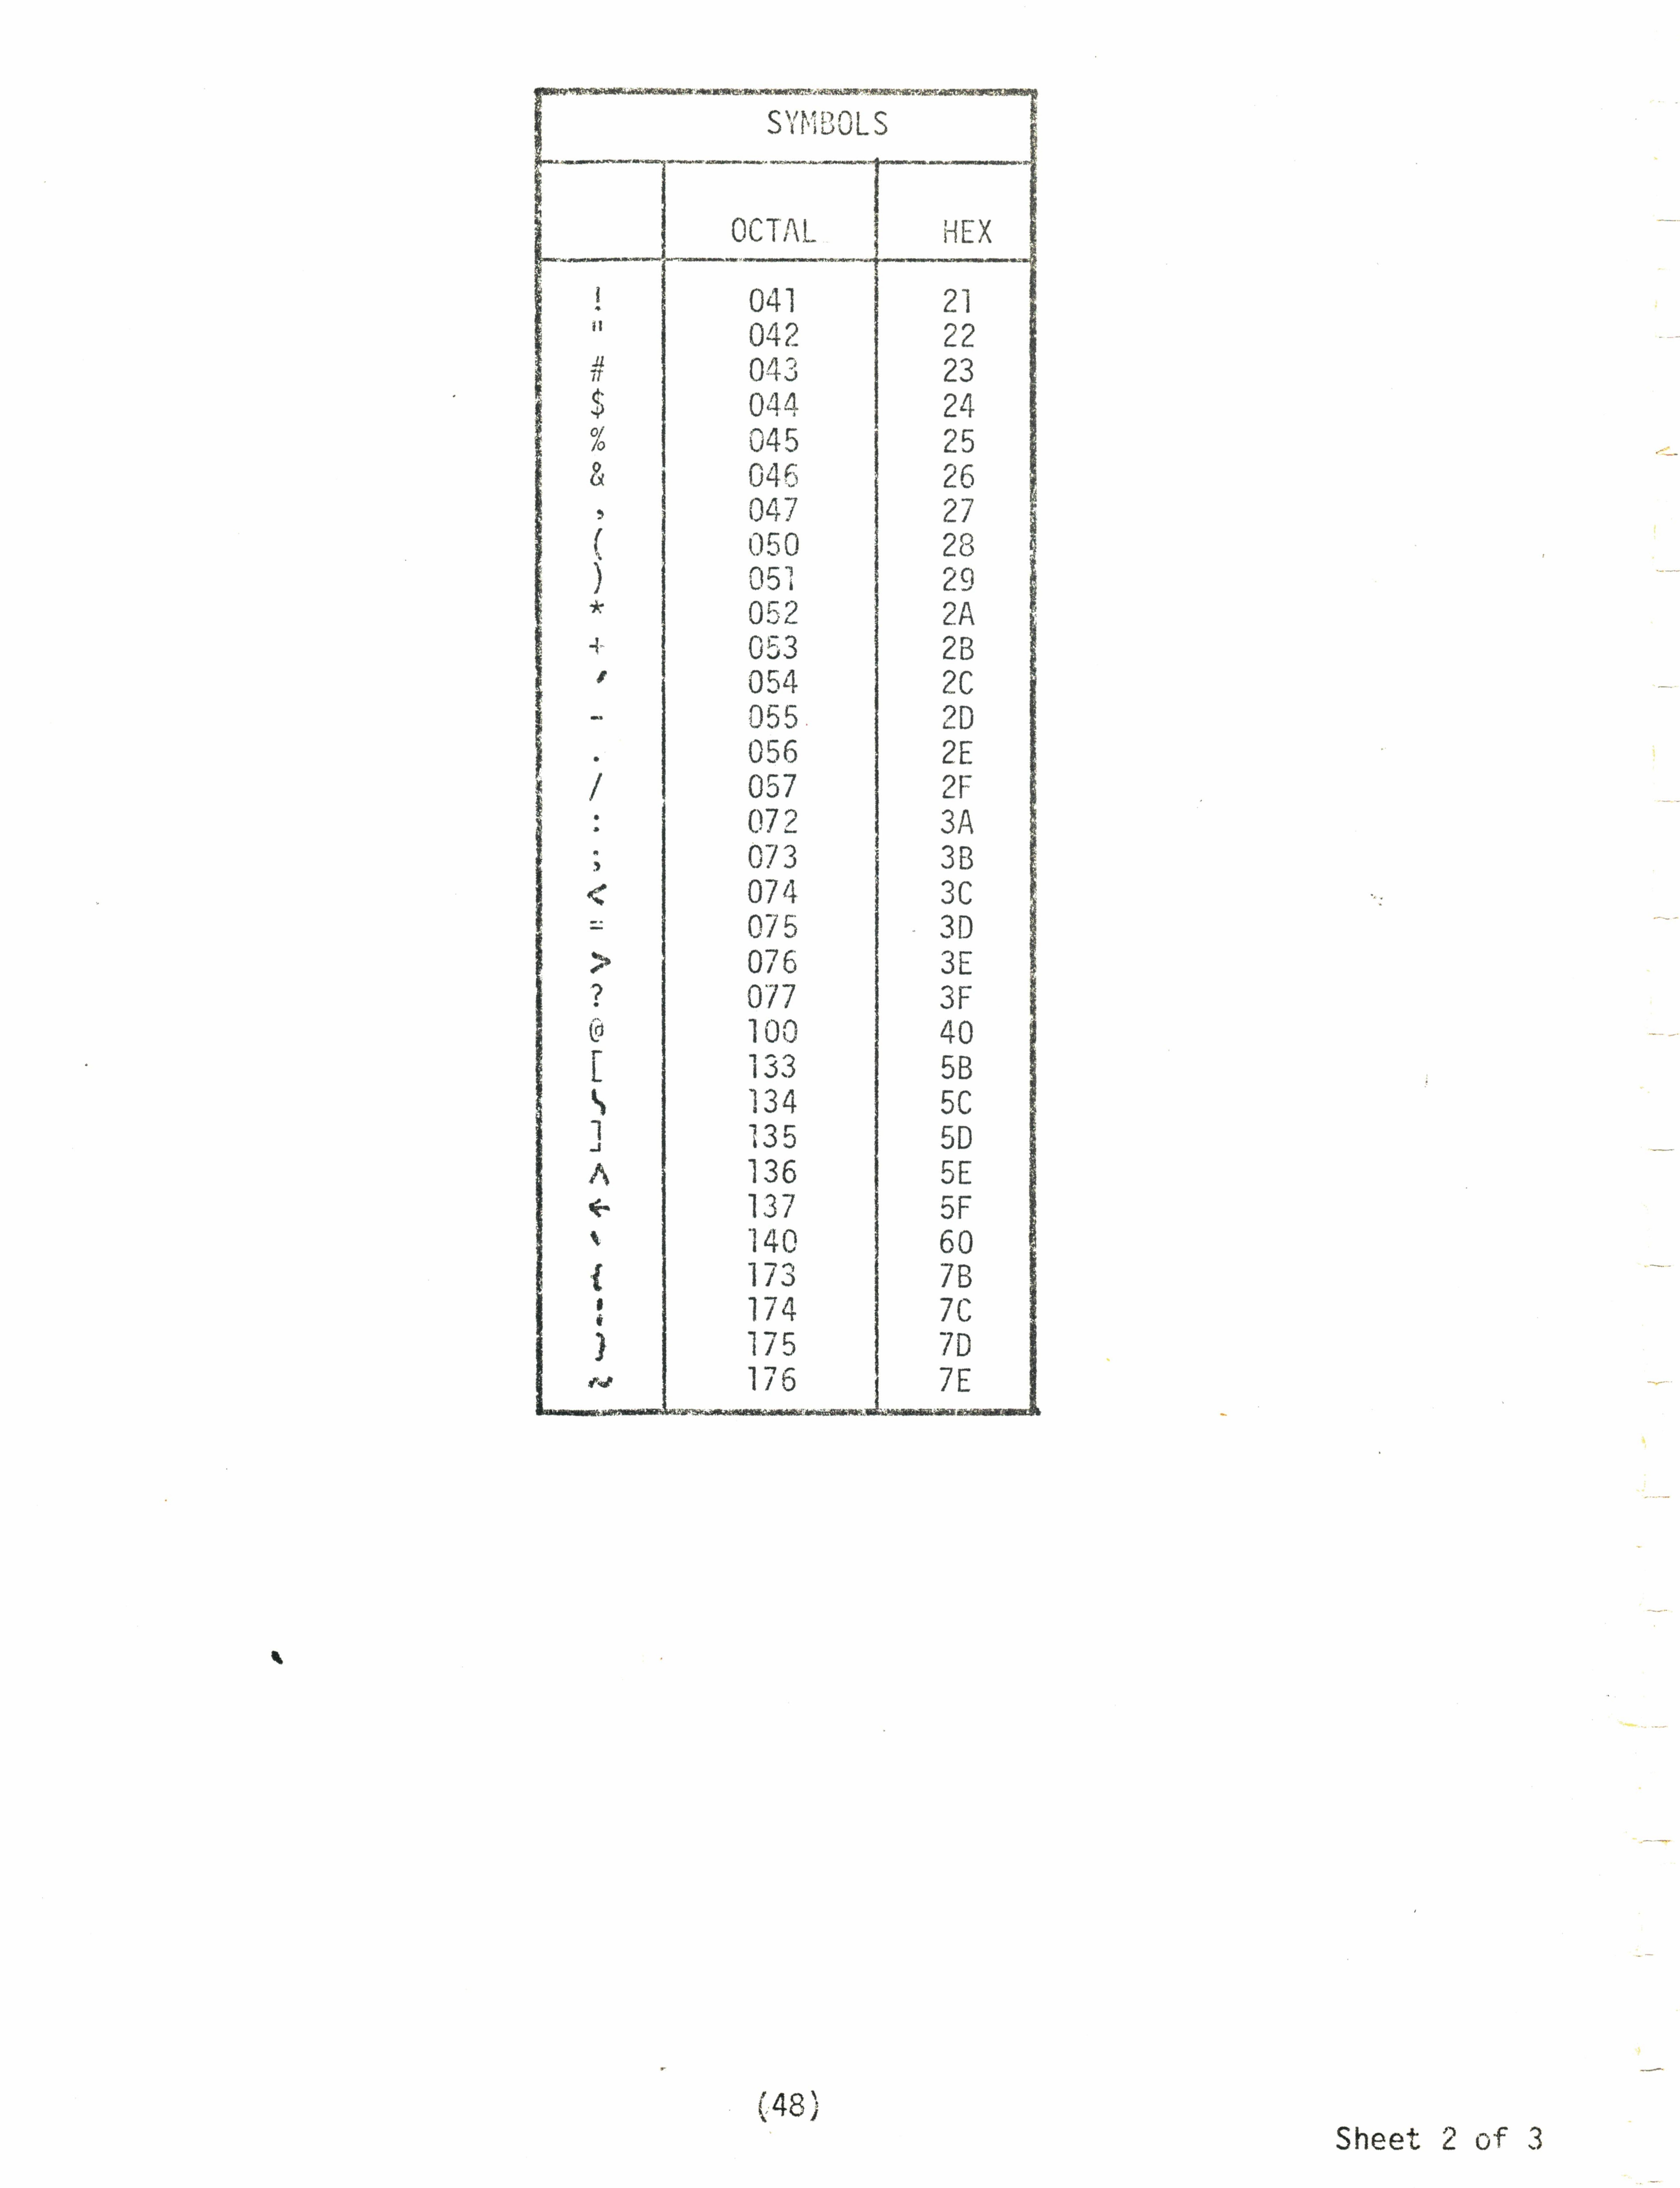 SYMBOLS
OCTAL HEX
! 041 21
" 042 22
# 043 23
$ 044 24
% 045 25
& 046 26
, 047 27
( 050 28
) 051 29
* 052 2A
+ 053 2B
' 054 2C
- 055 2D
. 056 2E
/ 057 2F
: 072 3A
; 073 3B
< 074 3C
= 075 3D
> 076 3E
? 077 3F
@ 100 40
[ 133 5B
\ 134 5C
] 135 5D
^ 136 5E
← 137 5F
` 140 60
{ 173 7B
¦ 174 7C
} 175 7D
~ 176 7E
(48)
Sheet 2 of 3